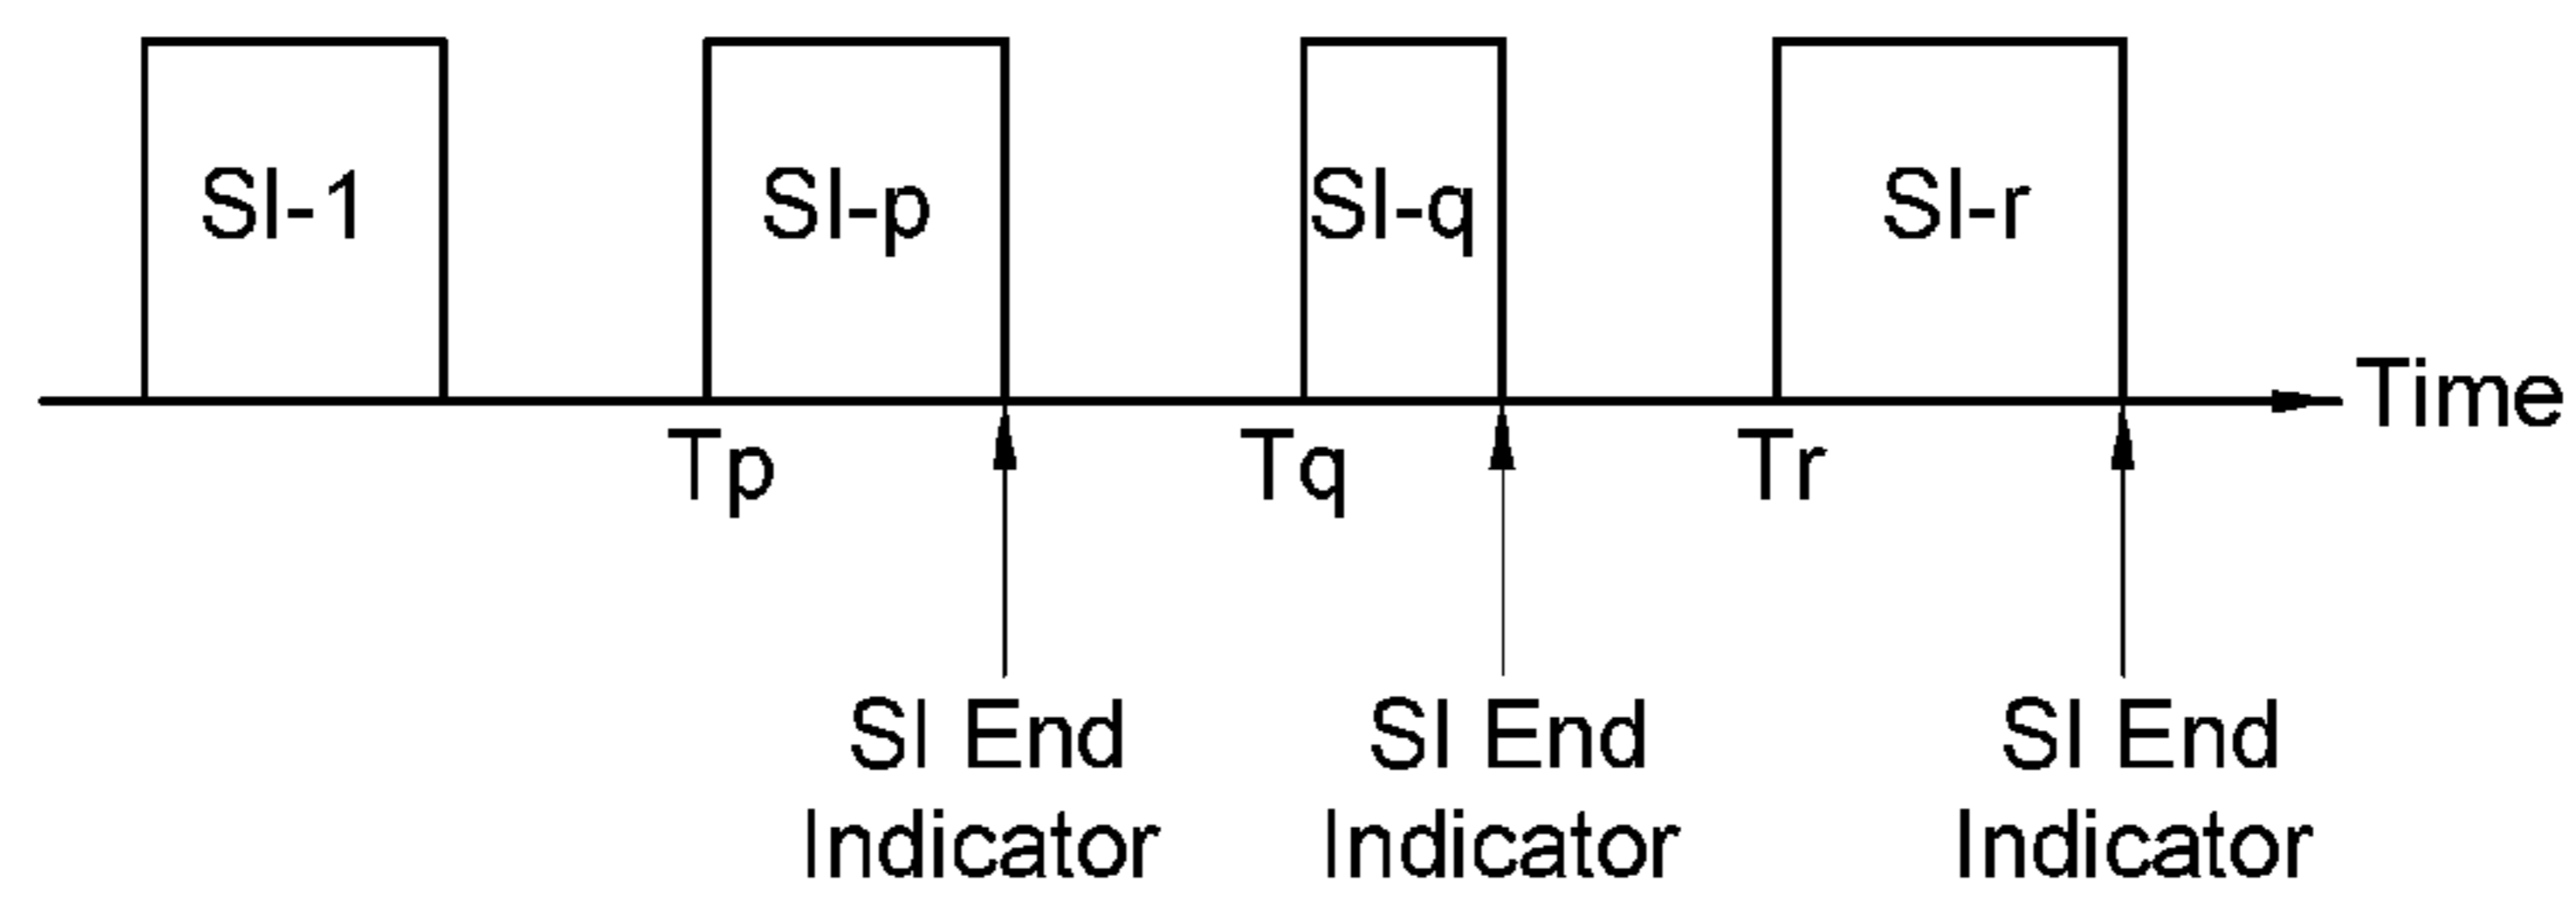 SI-1
SI-p
SI-q
SI-r
Time
Tp
Tq
Tr
SI End
Indicator
SI End
Indicator
SI End
Indicator